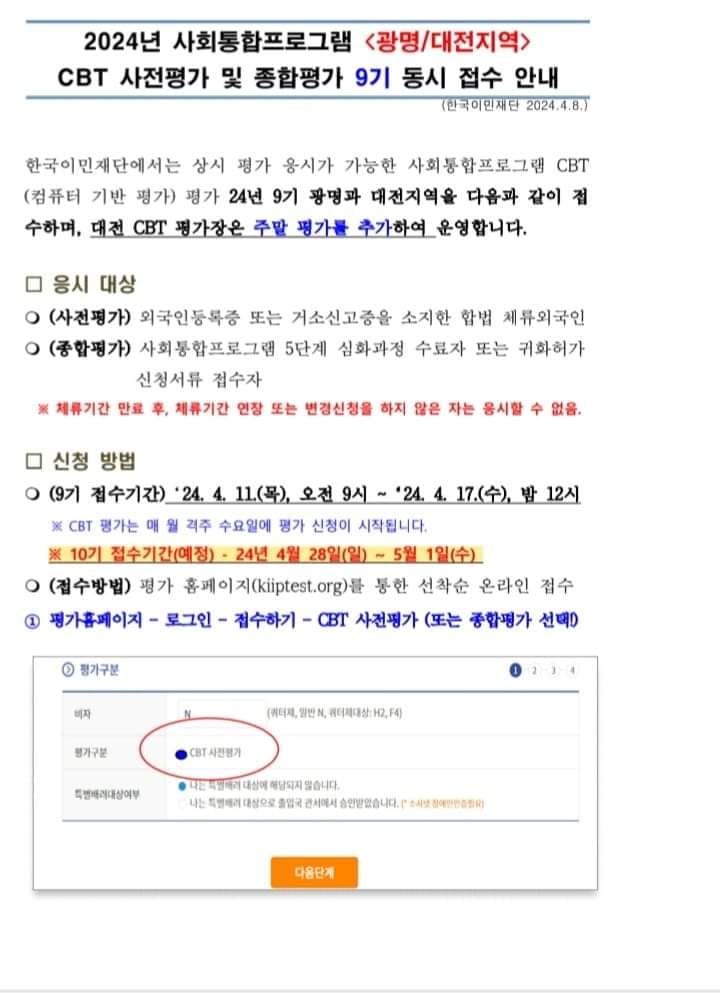 2024년 사회통합프로그램 <광명/대전지역>
CBT 사전평가 및 종합평가 9기 동시 접수 안내
(한국이민재단 2024.4.8.)
한국이민재단에서는 상시 평가 응시가 가능한 사회통합프로그램 CBT
(컴퓨터 기반 평가) 평가 24년 9기 광명과 대전지역을 다음과 같이 접
수하며, 대전 CBT 평가장은 주말 평가를 추가하여 운영합니다.
□ 응시 대상
❍ (사전평가) 외국인등록증 또는 거소신고증을 소지한 합법 체류외국인
❍ (종합평가) 사회통합프로그램 5단계 심화과정 수료자 또는 귀화허가
신청서류 접수자
※ 체류기간 만료 후, 체류기간 연장 또는 변경신청을 하지 않은 자는 응시할 수 없음.
□ 신청 방법
❍ (9기 접수기간) ‘24. 4. 11.(목), 오전 9시 ~ ‘24. 4. 17.(수), 밤 12시
※ CBT 평가는 매 월 격주 수요일에 평가 신청이 시작됩니다.
※ 10기 접수기간(예정) - 24년 4월 28일(일) ~ 5월 1일(수)
❍ (접수방법) 평가 홈페이지(kiiptest.org)를 통한 선착순 온라인 접수
① 평가홈페이지 - 로그인 - 접수하기 - CBT 사전평가 (또는 종합평가 선택!)
평가구분 1 2 3 4
비자 N (쿼터제, 일반 N, 쿼터제대상: H2, F4)
평가구분 CBT 사전평가
특별배려대상여부 나는 특별배려 대상에 해당되지 않습니다.
나는 특별배려 대상으로 출입국 관서에서 승인받았습니다. (* 소시넷 장애인인증필요)
다음단계